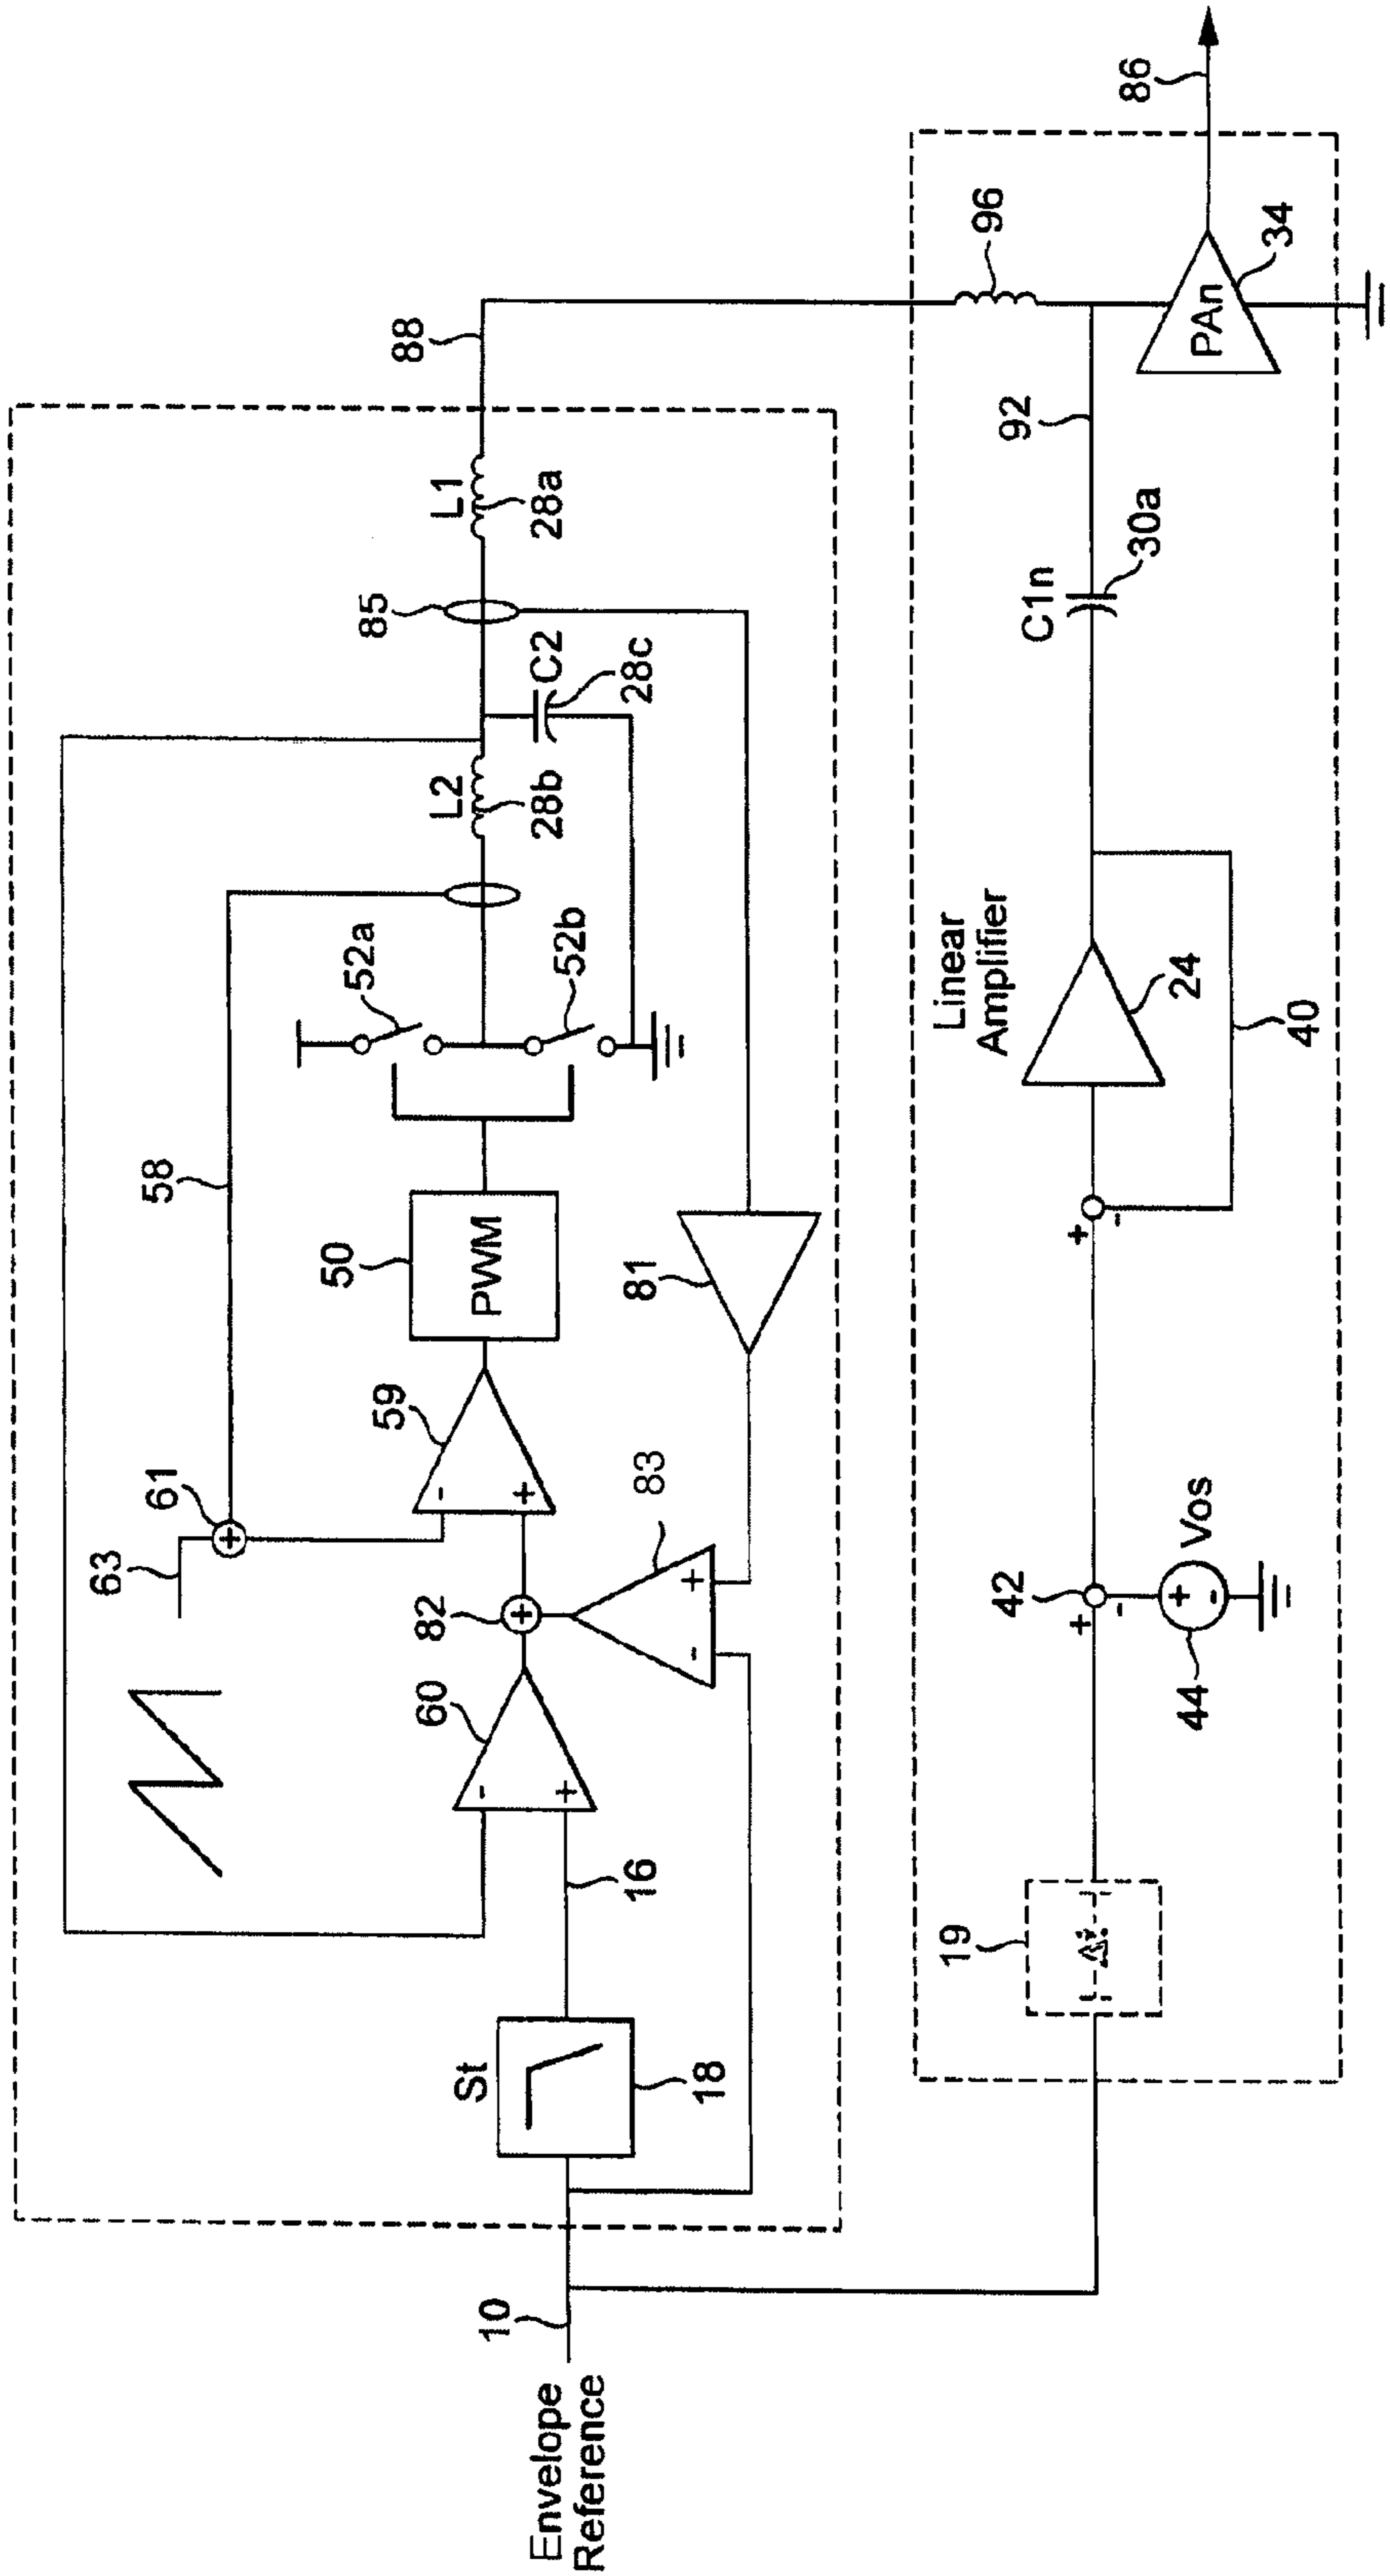 Envelope
Reference
10
St
18
16
60
-
+
82
83
-
+
63
61
59
-
+
50
PWM
58
81
52a
52b
L2
28b
C2
28c
85
L1
28a
88
19
42
+
-
44
+
-
Vos
+
-
Linear
Amplifier
24
40
C1n
30a
92
96
PAn
34
86